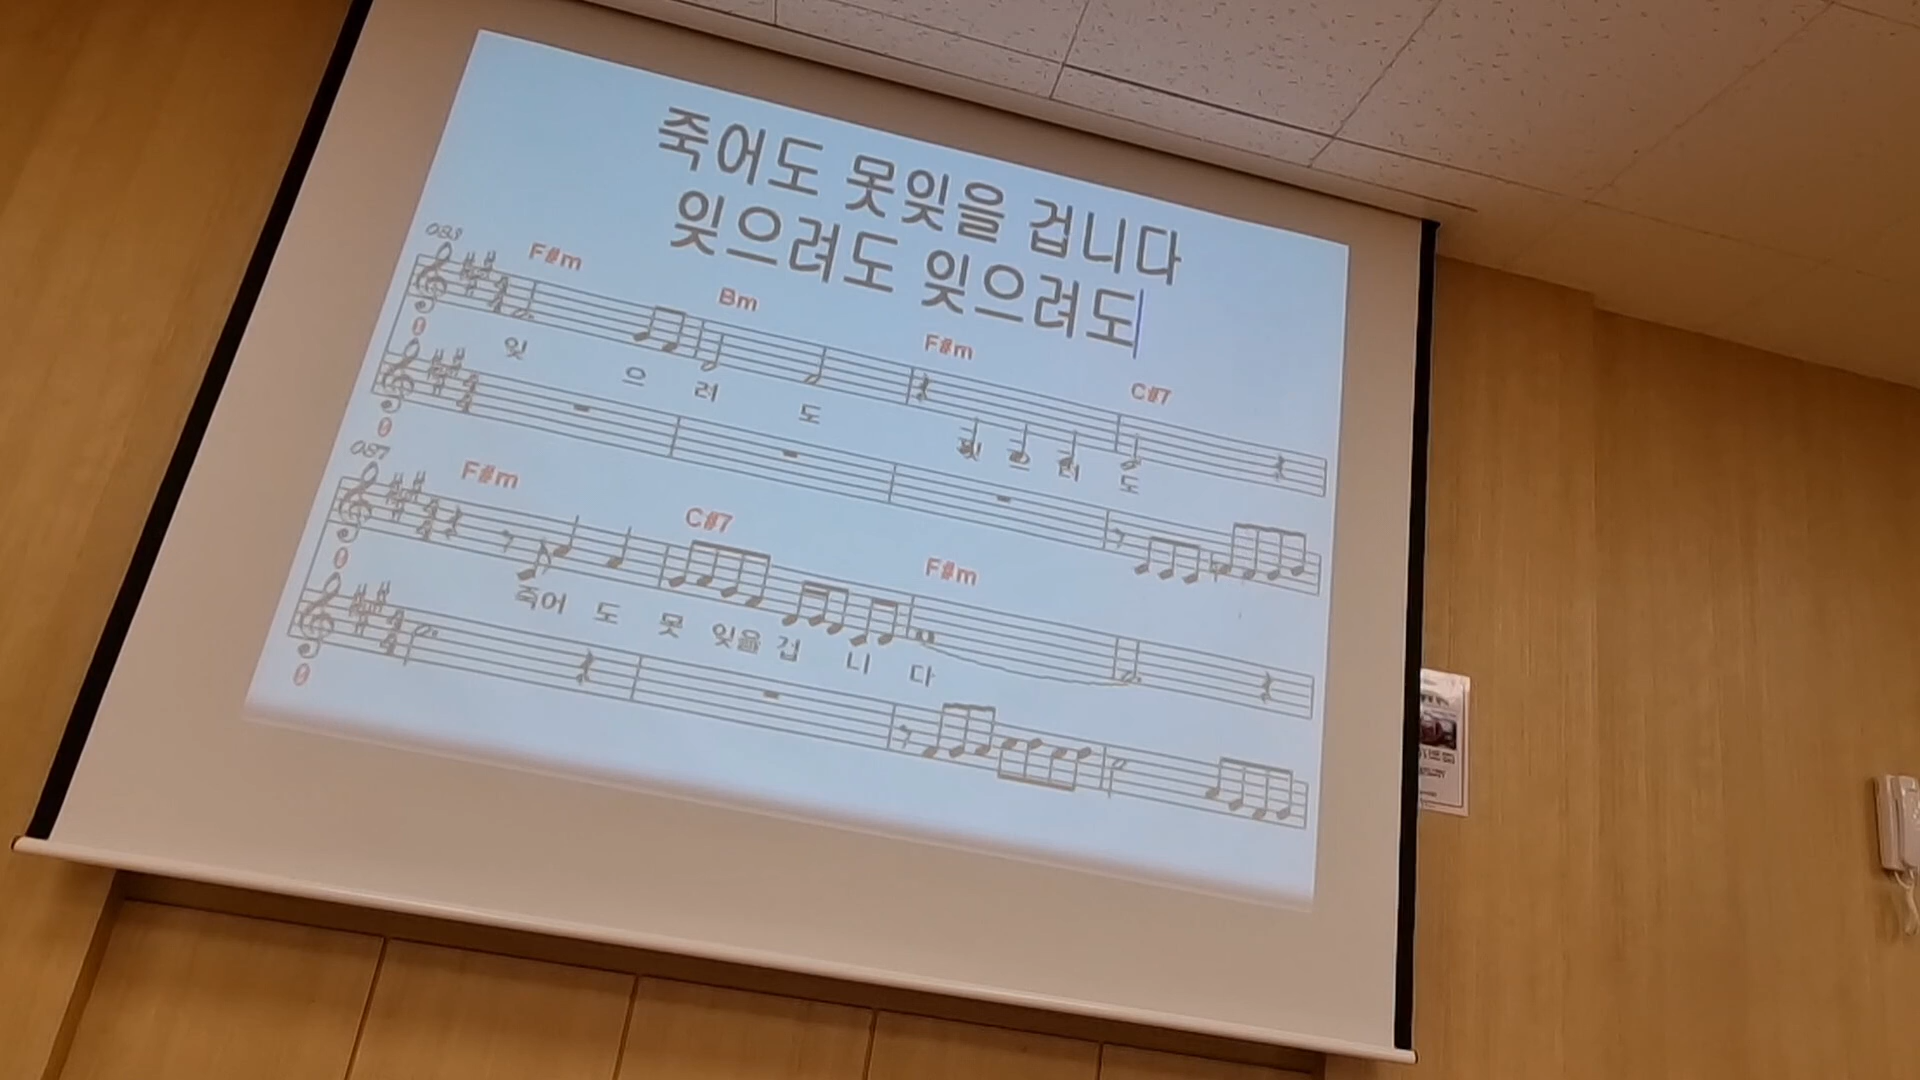 죽어도 못잊을 겁니다
잊으려도 잊으려도
083
F#m Bm F#m C#7
잊 으 려 도 잊 으 려 도
087
F#m C#7 F#m
죽어 도 못 잊을 겁 니 다